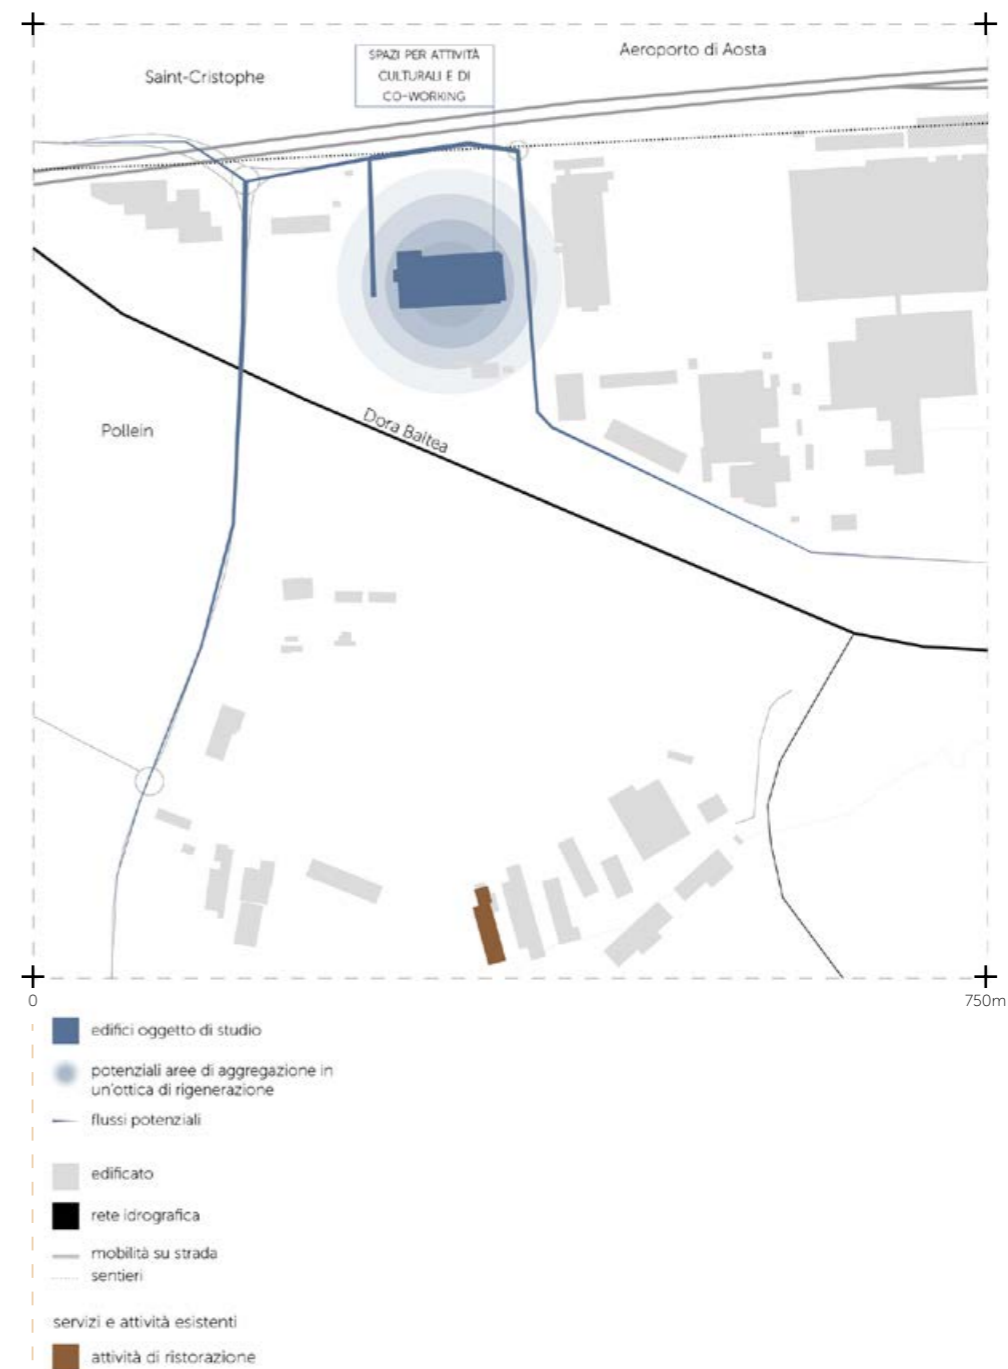 Aeroporto di Aosta
SPAZI PER ATTIVITÀ
CULTURALI E DI
CO-WORKING
Saint-Cristophe
Pollein
Dora Baltea
0
750m
edifici oggetto di studio
potenziali aree di aggregazione in
un'ottica di rigenerazione
flussi potenziali
edificato
rete idrografica
mobilità su strada
sentieri
servizi e attività esistenti
attività di ristorazione